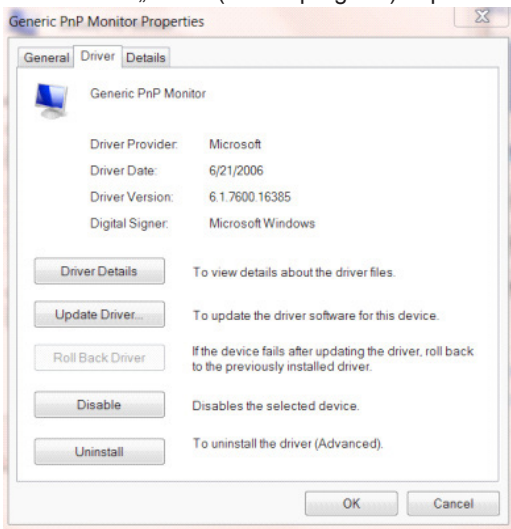 Generic PnP Monitor Properties
General Driver Details
Generic PnP Monitor
Driver Provider: Microsoft
Driver Date: 6/21/2006
Driver Version: 6.1.7600.16385
Digital Signer: Microsoft Windows
Driver Details To view details about the driver files.
Update Driver... To update the driver software for this device.
Roll Back Driver If the device fails after updating the driver, roll back
to the previously installed driver.
Disable Disables the selected device.
Uninstall To uninstall the driver (Advanced).
OK Cancel